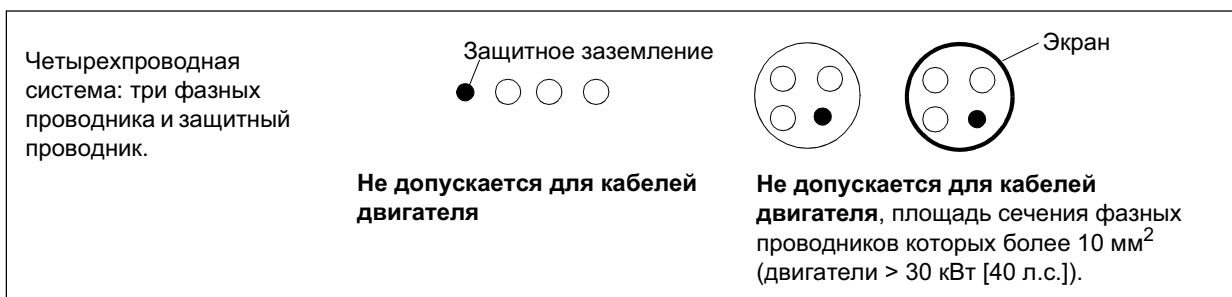 Четырехпроводная
система: три фазных
проводника и защитный
проводник.
Защитное заземление
Экран
Не допускается для кабелей
двигателя
Не допускается для кабелей
двигателя, площадь сечения фазных
проводников которых более 10 мм²
(двигатели > 30 кВт [40 л.с.]).